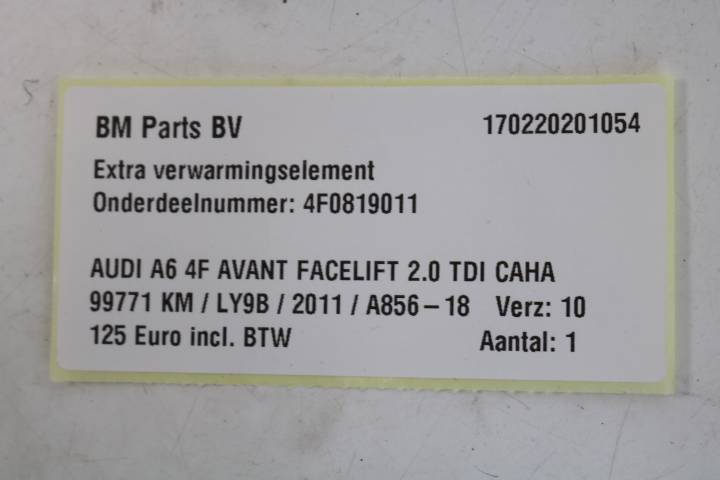 BM Parts BV 170220201054
Extra verwarmingselement
Onderdeelnummer: 4F0819011
AUDI A6 4F AVANT FACELIFT 2.0 TDI CAHA
99771 KM / LY9B / 2011 / A856-18 Verz: 10
125 Euro incl. BTW Aantal: 1